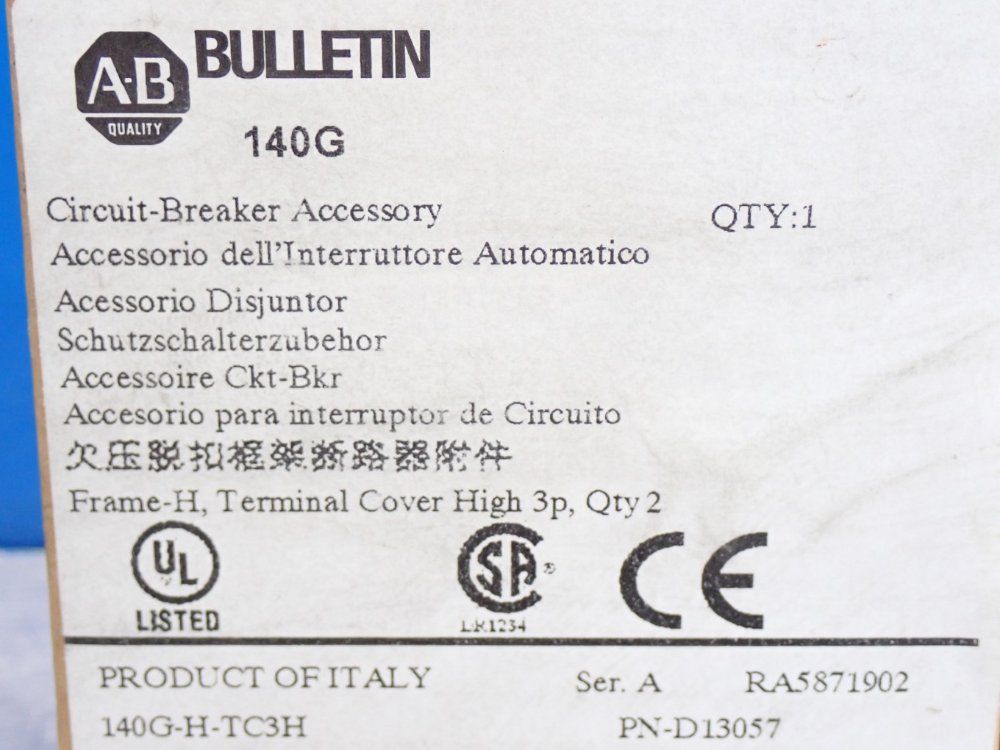 A-B QUALITY
BULLETIN
140G
Circuit-Breaker Accessory QTY:1
Accessorio dell'Interruttore Automatico
Acessorio Disjuntor
Schutzschalterzubehor
Accessoire Ckt-Bkr
Accesorio para interruptor de Circuito
欠压脱扣框架断路器附件
Frame-H, Terminal Cover High 3p, Qty 2
UL LISTED
SA ®
LR1234
CE
PRODUCT OF ITALY Ser. A RA5871902
140G-H-TC3H PN-D13057